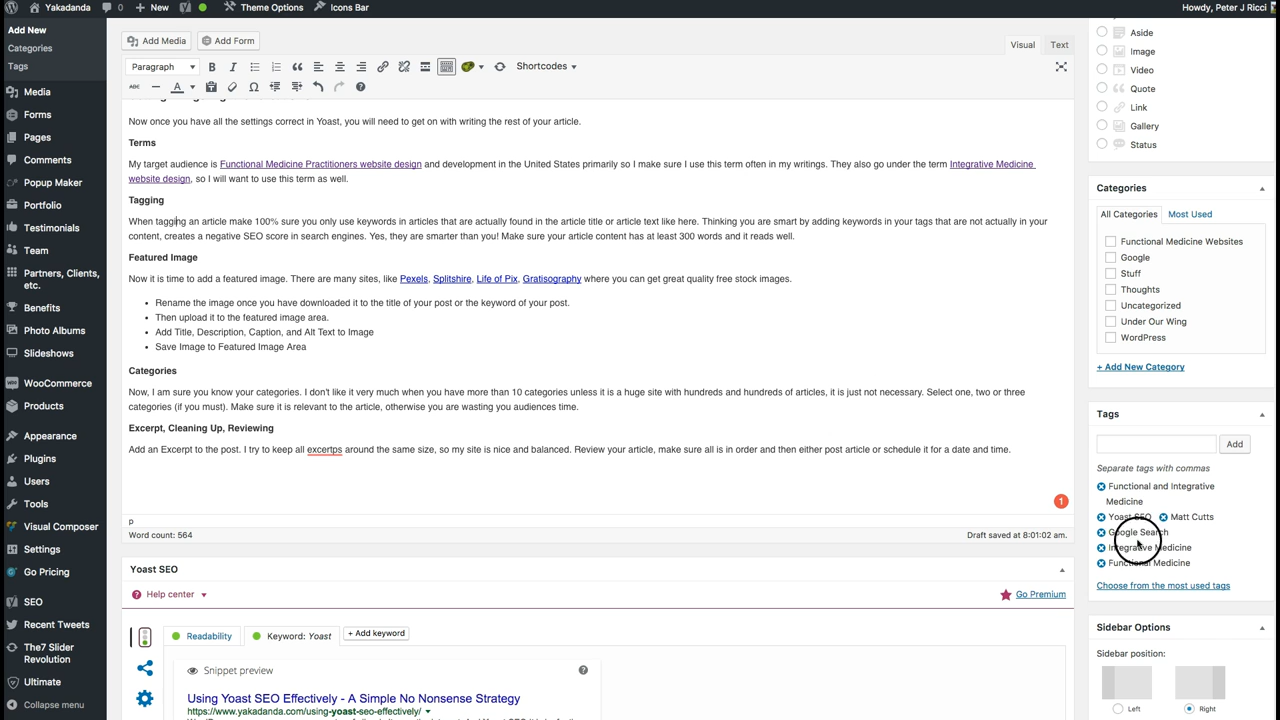 Yakadanda
0
New
Theme Options
Icons Bar
Howdy, Peter J Ricci
Add New
Categories
Tags
Media
Forms
Pages
Comments
Popup Maker
Portfolio
Testimonials
Team
Partners, Clients,
etc.
Benefits
Photo Albums
Slideshows
WooCommerce
Products
Appearance
Plugins
Users
Tools
Visual Composer
Settings
Go Pricing
SEO
Recent Tweets
The7 Slider
Revolution
Ultimate
Collapse menu
Add Media
Add Form
Visual
Text
Paragraph
Shortcodes
ABC
Now once you have all the settings correct in Yoast, you will need to get on with writing the rest of your article.
Terms
My target audience is Functional Medicine Practitioners website design and development in the United States primarily so I make sure I use this term often in my writings. They also go under the term Integrative Medicine
website design, so I will want to use this term as well.
Tagging
When tagging an article make 100% sure you only use keywords in articles that are actually found in the article title or article text like here. Thinking you are smart by adding keywords in your tags that are not actually in your
content, creates a negative SEO score in search engines. Yes, they are smarter than you! Make sure your article content has at least 300 words and it reads well.
Featured Image
Now it is time to add a featured image. There are many sites, like Pexels, Splitshire, Life of Pix, Gratisography where you can get great quality free stock images.
• Rename the image once you have downloaded it to the title of your post or the keyword of your post.
• Then upload it to the featured image area.
• Add Title, Description, Caption, and Alt Text to Image
• Save Image to Featured Image Area
Categories
Now, I am sure you know your categories. I don't like it very much when you have more than 10 categories unless it is a huge site with hundreds and hundreds of articles, it is just not necessary. Select one, two or three
categories (if you must). Make sure it is relevant to the article, otherwise you are wasting you audiences time.
Excerpt, Cleaning Up, Reviewing
Add an Excerpt to the post. I try to keep all excertps around the same size, so my site is nice and balanced. Review your article, make sure all is in order and then either post article or schedule it for a date and time.
1
p
Word count: 564
Draft saved at 8:01:02 am.
Yoast SEO
Help center
Go Premium
Readability
Keyword: Yoast
+ Add keyword
Snippet preview
Using Yoast SEO Effectively - A Simple No Nonsense Strategy
https://www.yakadanda.com/using-yoast-seo-effectively/
Aside
Image
Video
Quote
Link
Gallery
Status
Categories
All Categories
Most Used
Functional Medicine Websites
Google
Stuff
Thoughts
Uncategorized
Under Our Wing
WordPress
+ Add New Category
Tags
Add
Separate tags with commas
Functional and Integrative
Medicine
Yoast SEO
Matt Cutts
Google Search
Integrative Medicine
Functional Medicine
Choose from the most used tags
Sidebar Options
Sidebar position:
Left
Right